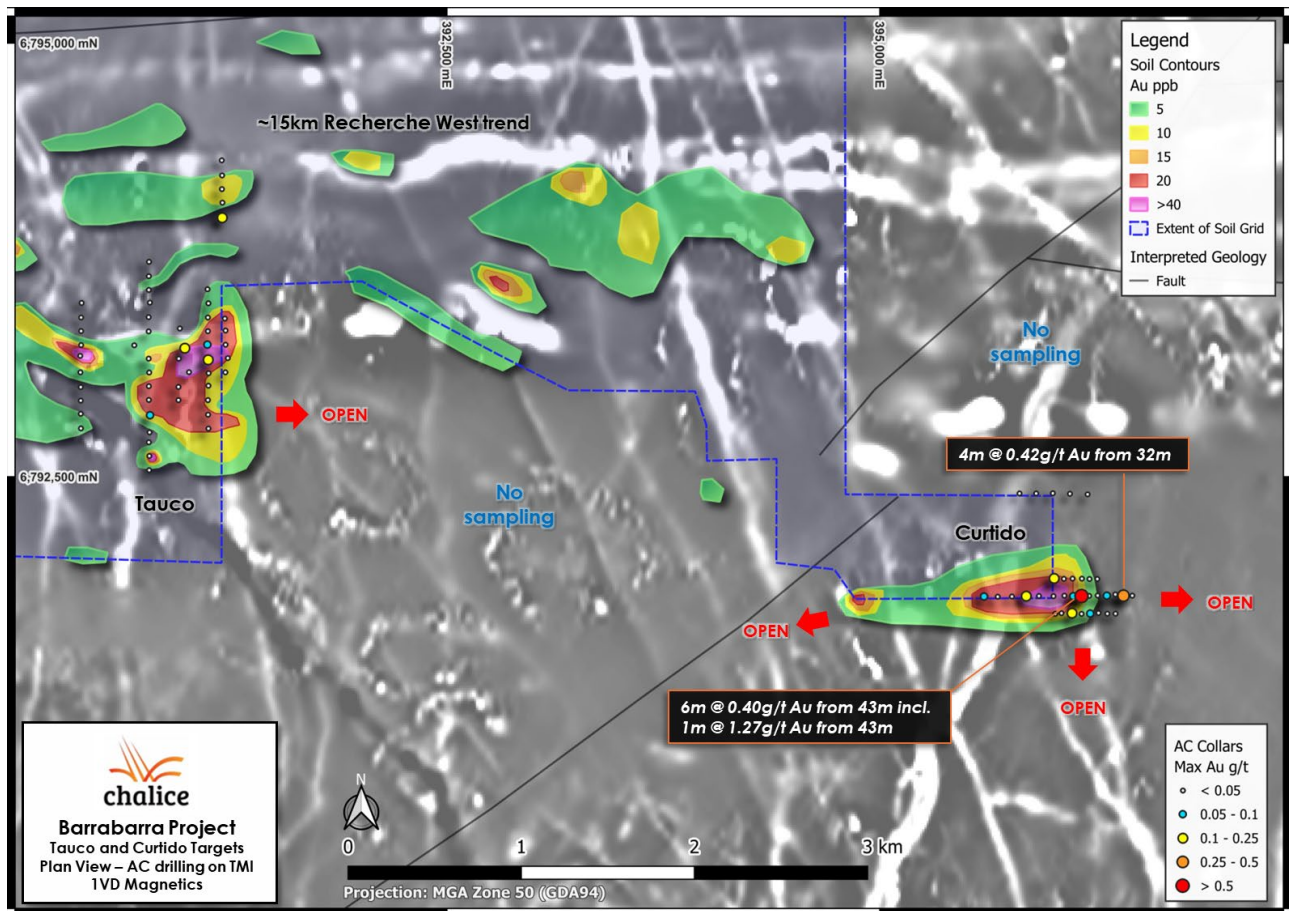 6,795,000 mN
392,500 mE
395,000 mE
~15km Recherche West trend
Legend
Soil Contours
Au ppb
5
10
15
20
>40
Extent of Soil Grid
Interpreted Geology
Fault
No
sampling
OPEN
4m @ 0.42g/t Au from 32m
6,792,500 mN
Tauco
No
sampling
Curtido
OPEN
OPEN
OPEN
6m @ 0.40g/t Au from 43m incl.
1m @ 1.27g/t Au from 43m
chalice
Barrabarra Project
Tauco and Curtido Targets
Plan View – AC drilling on TMI
1VD Magnetics
N
0 1 2 3 km
Projection: MGA Zone 50 (GDA94)
AC Collars
Max Au g/t
< 0.05
0.05 - 0.1
0.1 - 0.25
0.25 - 0.5
> 0.5